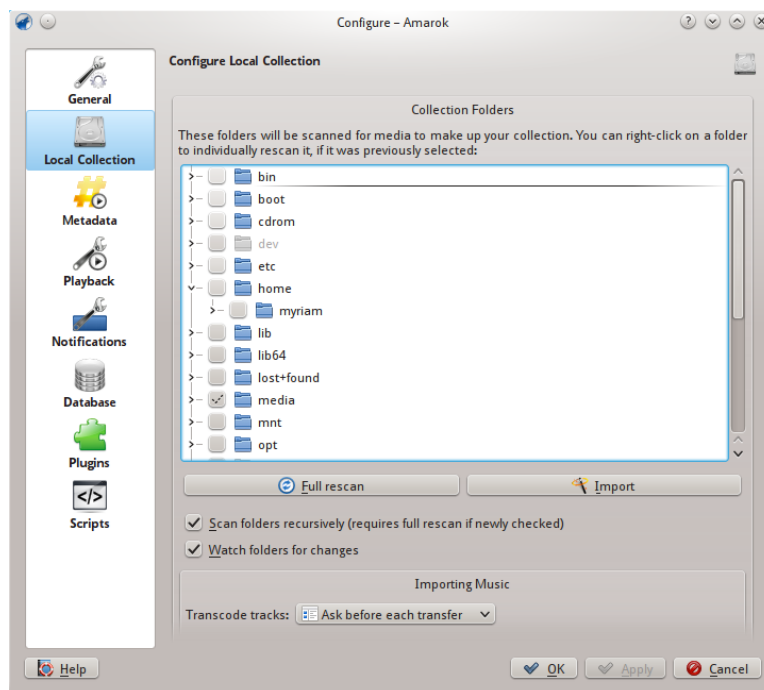 Configure – Amarok
General
Local Collection
Metadata
Playback
Notifications
Database
Plugins
Scripts
Configure Local Collection
Collection Folders
These folders will be scanned for media to make up your collection. You can right-click on a folder
to individually rescan it, if it was previously selected:
bin
boot
cdrom
dev
etc
home
myriam
lib
lib64
lost+found
media
mnt
opt
Full rescan
Import
Scan folders recursively (requires full rescan if newly checked)
Watch folders for changes
Importing Music
Transcode tracks: Ask before each transfer
Help
OK
Apply
Cancel